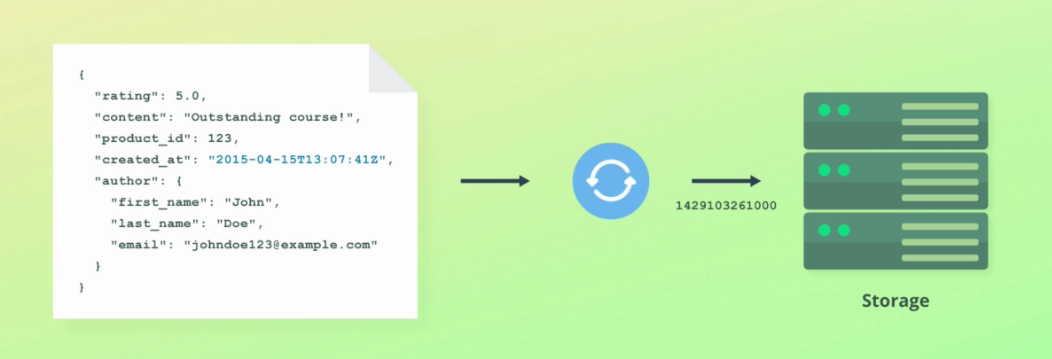 {
"rating": 5.0,
"content": "Outstanding course!",
"product_id": 123,
"created_at": "2015-04-15T13:07:41Z",
"author": {
"first_name": "John",
"last_name": "Doe",
"email": "johndoe123@example.com"
}
}
1429103261000
Storage